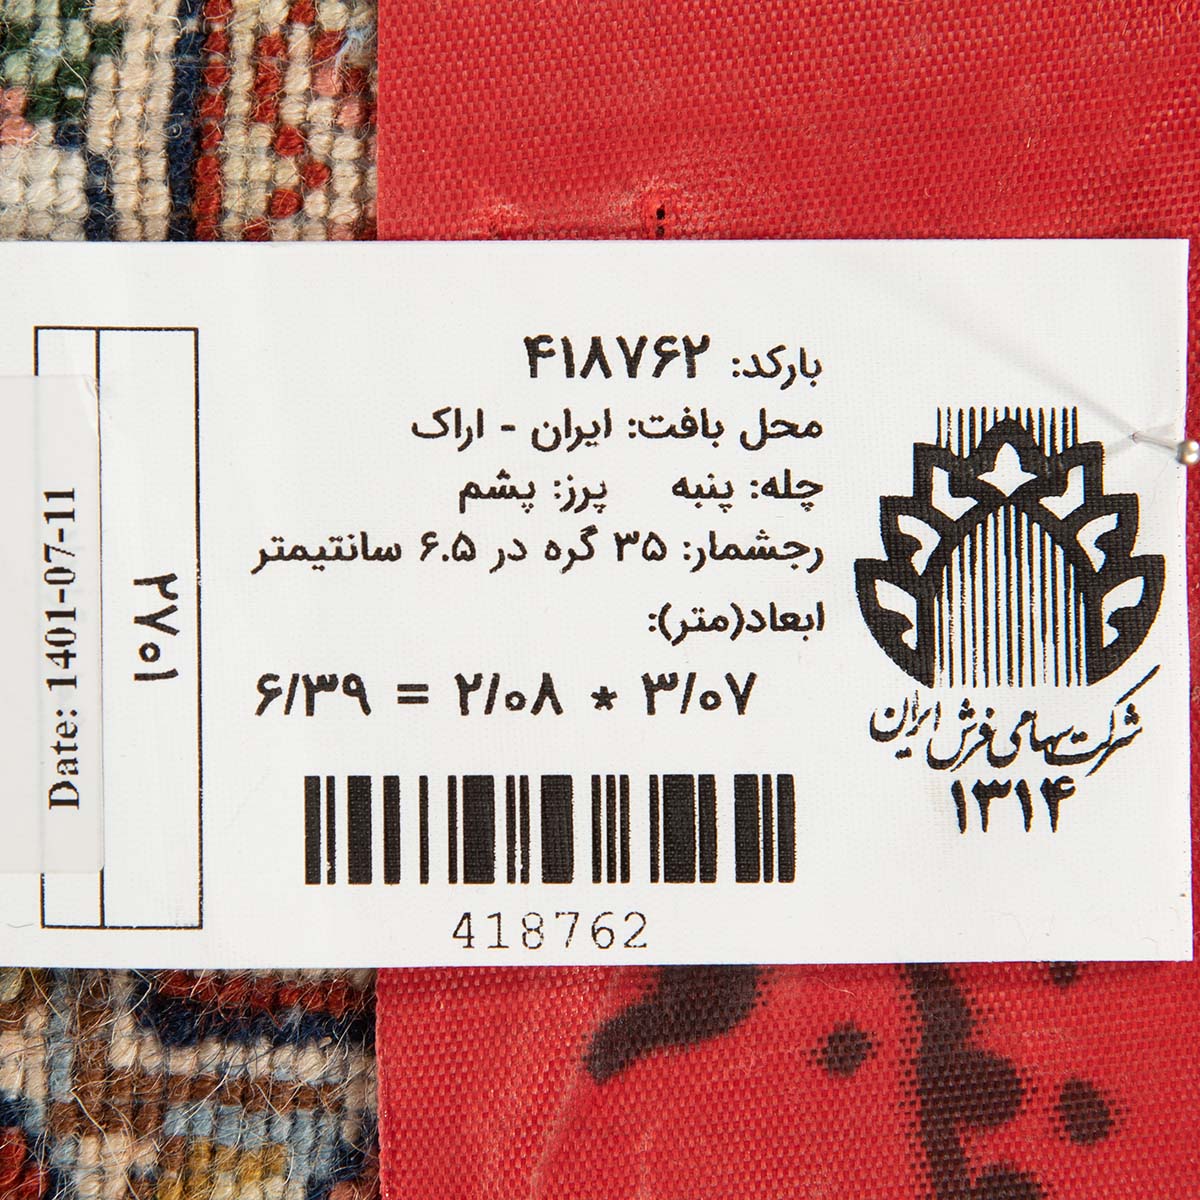 بارکد: ۴۱۸۷۶۲
محل بافت: ایران - اراک
چله: پنبه پرز: پشم
رجشمار: ۳۵ گره در ۶.۵ سانتیمتر
ابعاد(متر):
۳/۰۷ * ۲/۰۸ = ۶/۳۹
418762
شرکت سهامی فرش ایران
۱۳۱۴
۲۷۰۱
Date: 1401-07-11